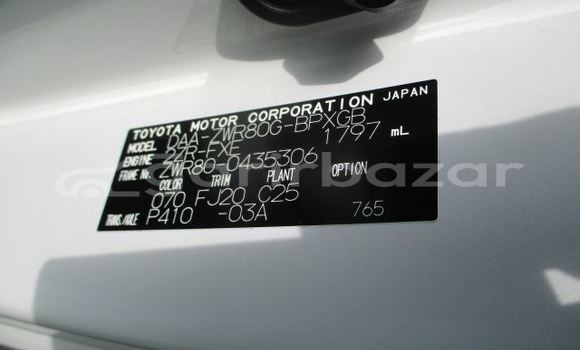 TOYOTA MOTOR CORPORATION JAPAN
MODEL DAA-ZWR80G-BPXGB
ENGINE 2ZR-FXE 1797 mL
FRAME No. ZWR80-0435306
COLOR TRIM PLANT OPTION
070 FJ20 C25
TRANS./AXLE P410 -03A 765